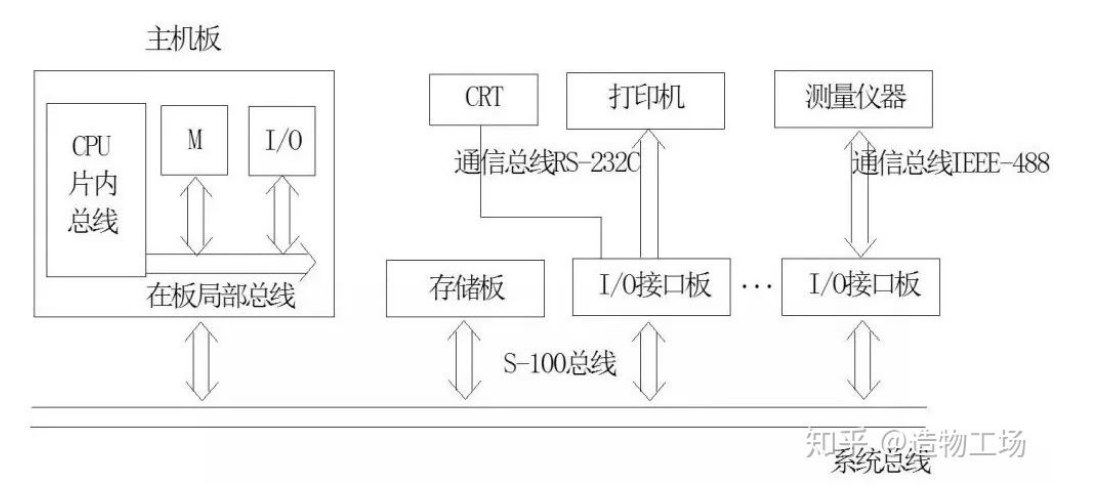 主机板
CPU
片内
总线
M
I/O
在板局部总线
CRT
打印机
测量仪器
通信总线RS-232C
通信总线IEEE-488
存储板
I/O接口板
...
I/O接口板
S-100总线
知乎 @造物工场
系统总线